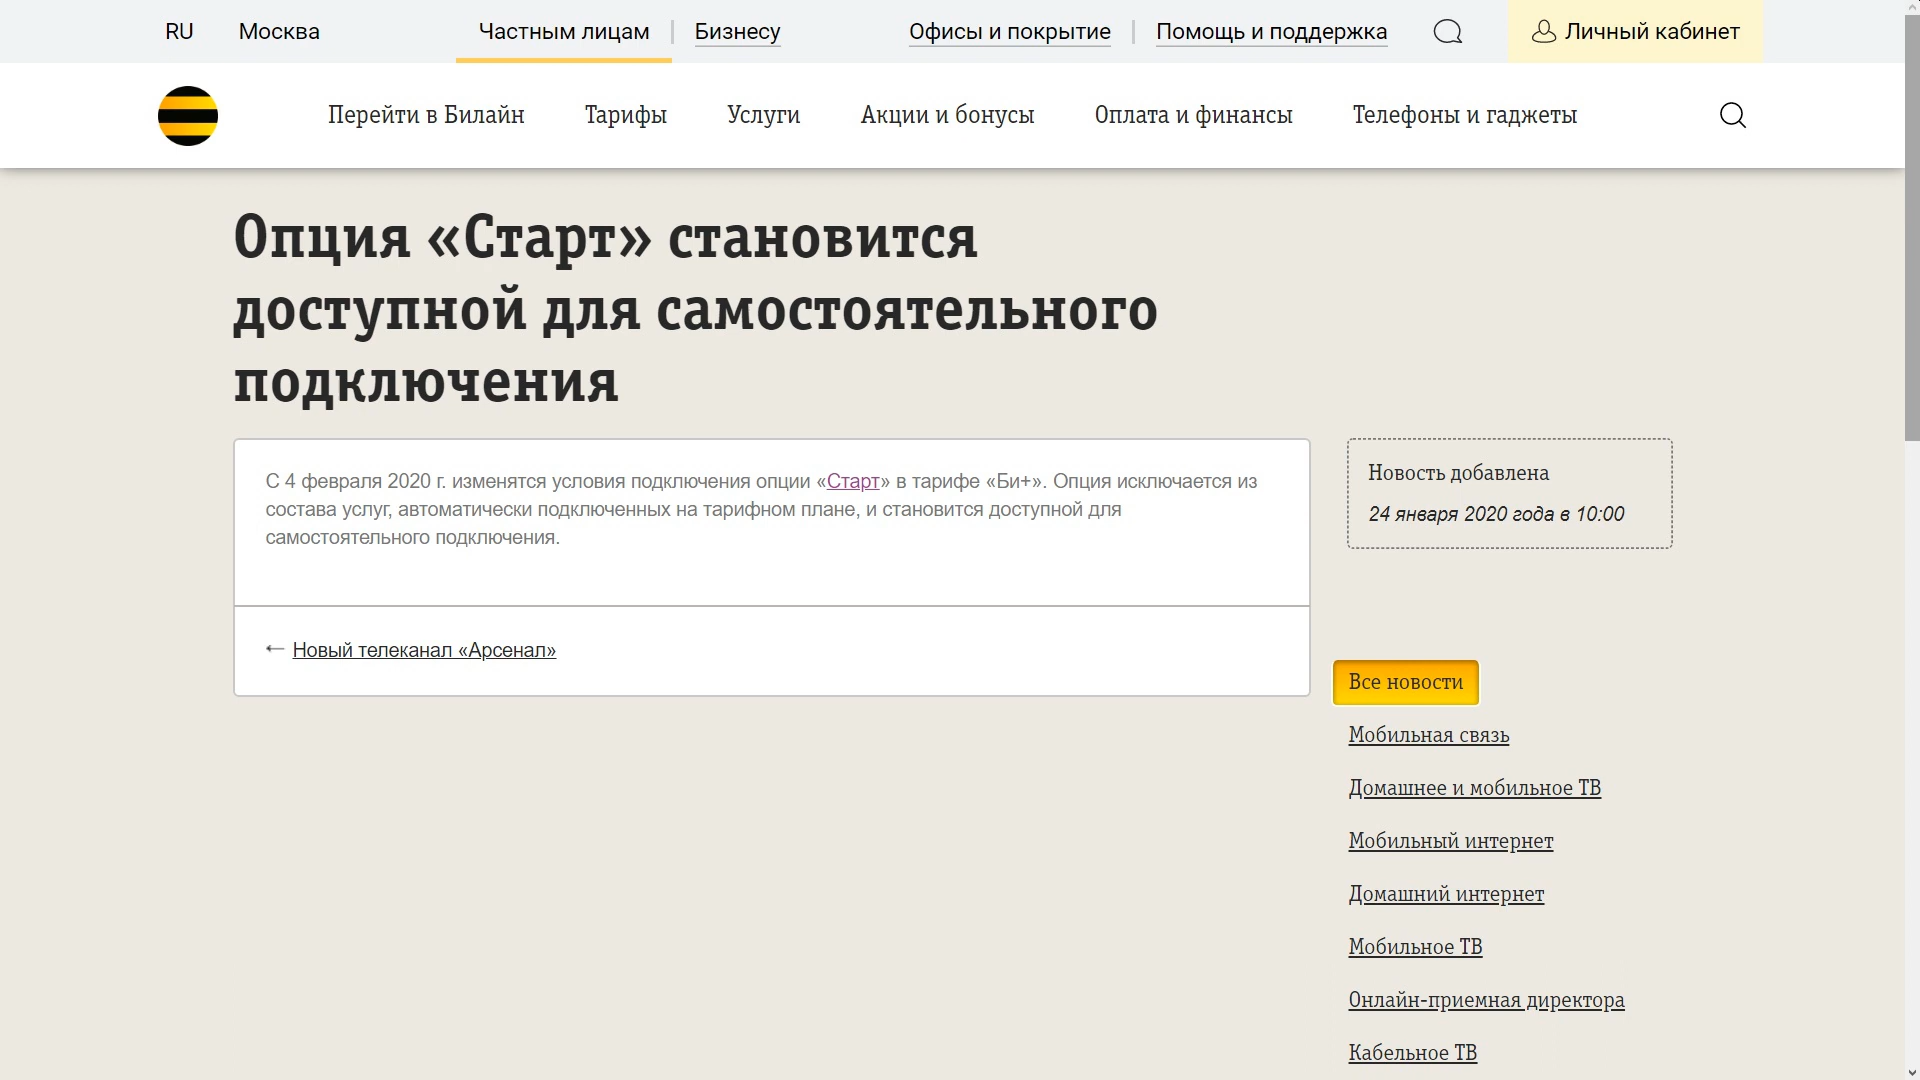 RU Москва Частным лицам Бизнесу Офисы и покрытие Помощь и поддержка Личный кабинет
Перейти в Билайн Тарифы Услуги Акции и бонусы Оплата и финансы Телефоны и гаджеты
Опция «Старт» становится
доступной для самостоятельного
подключения
С 4 февраля 2020 г. изменятся условия подключения опции «Старт» в тарифе «Би+». Опция исключается из
состава услуг, автоматически подключенных на тарифном плане, и становится доступной для
самостоятельного подключения.
← Новый телеканал «Арсенал»
Новость добавлена
24 января 2020 года в 10:00
Все новости
Мобильная связь
Домашнее и мобильное ТВ
Мобильный интернет
Домашний интернет
Мобильное ТВ
Онлайн-приемная директора
Кабельное ТВ